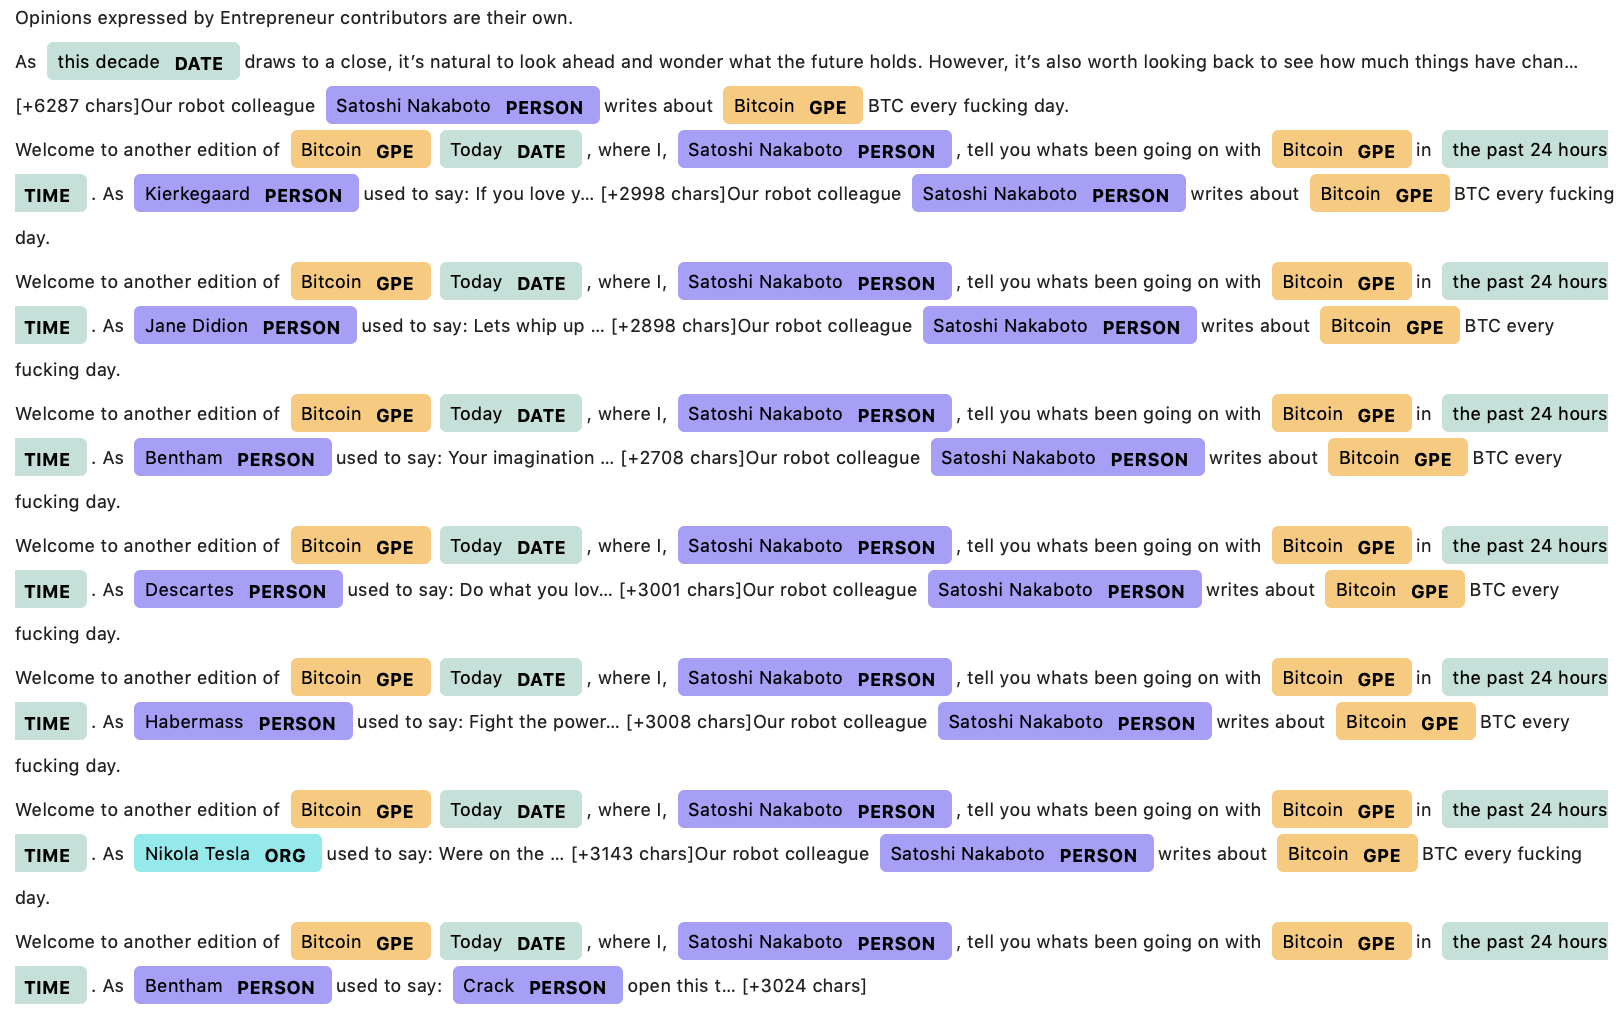 Opinions expressed by Entrepreneur contributors are their own.
As this decade DATE draws to a close, it’s natural to look ahead and wonder what the future holds. However, it’s also worth looking back to see how much things have chan…
[+6287 chars]Our robot colleague Satoshi Nakaboto PERSON writes about Bitcoin GPE BTC every fucking day.
Welcome to another edition of Bitcoin GPE Today DATE , where I, Satoshi Nakaboto PERSON , tell you whats been going on with Bitcoin GPE in the past 24 hours
TIME . As Kierkegaard PERSON used to say: If you love y… [+2998 chars]Our robot colleague Satoshi Nakaboto PERSON writes about Bitcoin GPE BTC every fucking
day.
Welcome to another edition of Bitcoin GPE Today DATE , where I, Satoshi Nakaboto PERSON , tell you whats been going on with Bitcoin GPE in the past 24 hours
TIME . As Jane Didion PERSON used to say: Lets whip up … [+2898 chars]Our robot colleague Satoshi Nakaboto PERSON writes about Bitcoin GPE BTC every
fucking day.
Welcome to another edition of Bitcoin GPE Today DATE , where I, Satoshi Nakaboto PERSON , tell you whats been going on with Bitcoin GPE in the past 24 hours
TIME . As Bentham PERSON used to say: Your imagination … [+2708 chars]Our robot colleague Satoshi Nakaboto PERSON writes about Bitcoin GPE BTC every
fucking day.
Welcome to another edition of Bitcoin GPE Today DATE , where I, Satoshi Nakaboto PERSON , tell you whats been going on with Bitcoin GPE in the past 24 hours
TIME . As Descartes PERSON used to say: Do what you lov… [+3001 chars]Our robot colleague Satoshi Nakaboto PERSON writes about Bitcoin GPE BTC every
fucking day.
Welcome to another edition of Bitcoin GPE Today DATE , where I, Satoshi Nakaboto PERSON , tell you whats been going on with Bitcoin GPE in the past 24 hours
TIME . As Habermass PERSON used to say: Fight the power… [+3008 chars]Our robot colleague Satoshi Nakaboto PERSON writes about Bitcoin GPE BTC every
fucking day.
Welcome to another edition of Bitcoin GPE Today DATE , where I, Satoshi Nakaboto PERSON , tell you whats been going on with Bitcoin GPE in the past 24 hours
TIME . As Nikola Tesla ORG used to say: Were on the … [+3143 chars]Our robot colleague Satoshi Nakaboto PERSON writes about Bitcoin GPE BTC every fucking
day.
Welcome to another edition of Bitcoin GPE Today DATE , where I, Satoshi Nakaboto PERSON , tell you whats been going on with Bitcoin GPE in the past 24 hours
TIME . As Bentham PERSON used to say: Crack PERSON open this t… [+3024 chars]